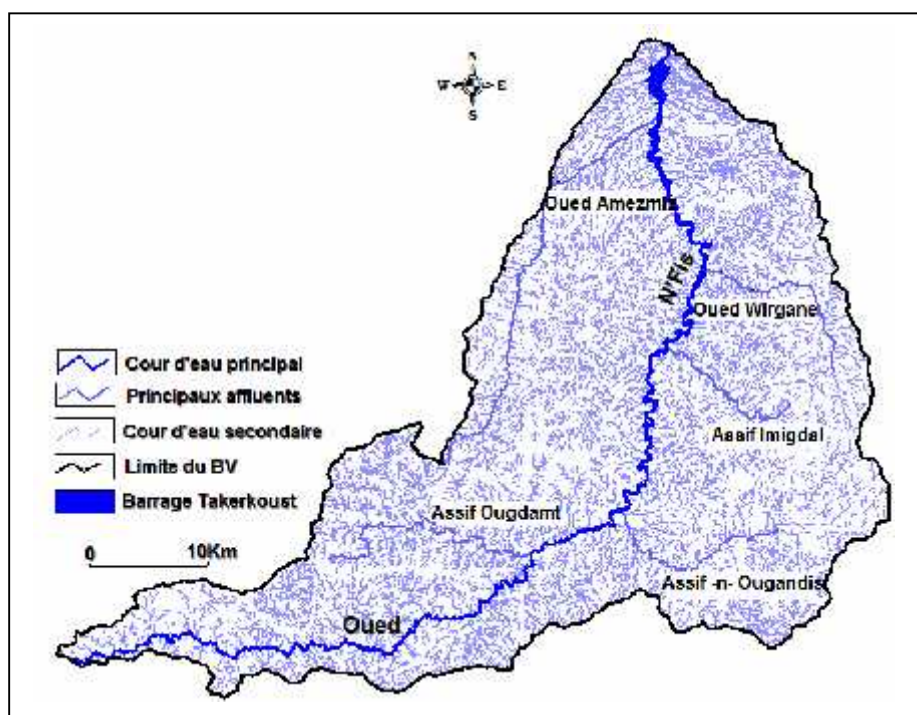 N
W E
S
Oued Amezmiz
N'Fis
Oued Wirgane
Cour d'eau principal
Principaux affluents
Cour d'eau secondaire
Limite du BV
Barrage Takerkoust
0 10Km
Assif Imigdal
Assif Ougdamt
Assif -n- Ougandis
Oued